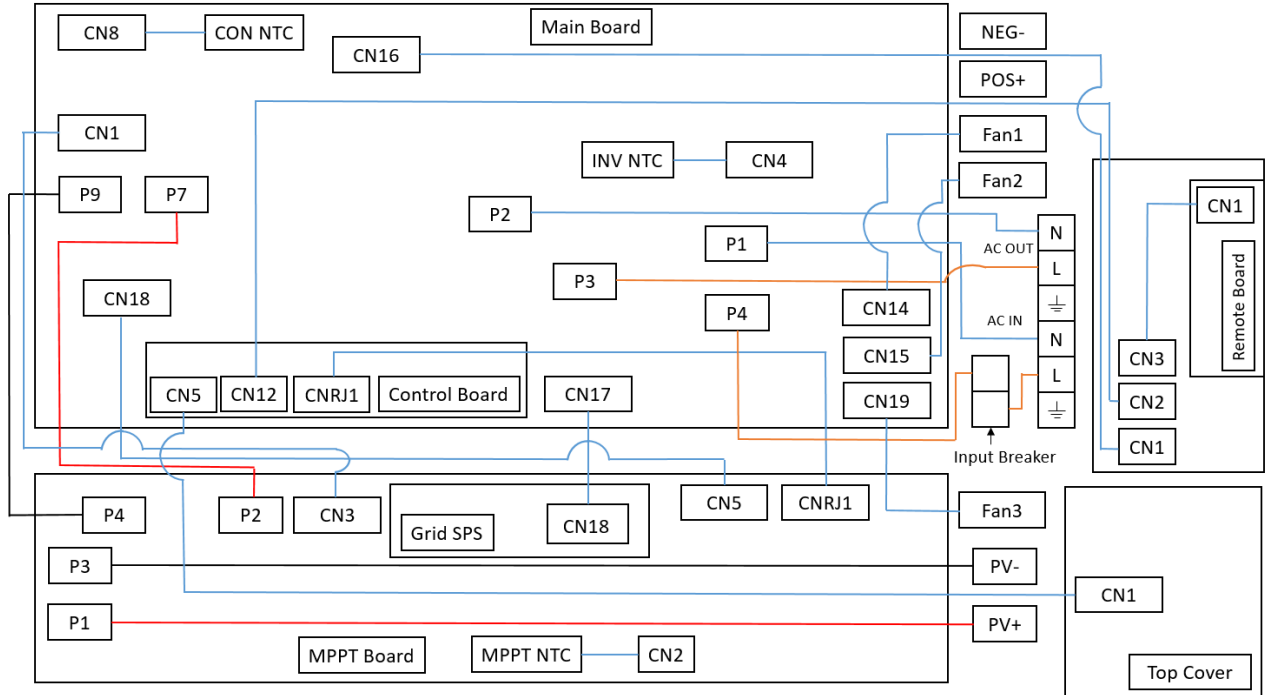 CN8
CON NTC
Main Board
NEG-
CN16
POS+
CN1
Fan1
INV NTC
CN4
Fan2
P9
P7
P2
CN1
P1
AC OUT
N
P3
L
CN18
P4
CN14
AC IN
N
Remote Board
CN15
CN3
L
CN5
CN12
CNRJ1
Control Board
CN17
CN19
CN2
Input Breaker
CN1
P4
P2
CN3
CN5
CNRJ1
Fan3
Grid SPS
CN18
P3
PV-
CN1
P1
PV+
MPPT Board
MPPT NTC
CN2
Top Cover